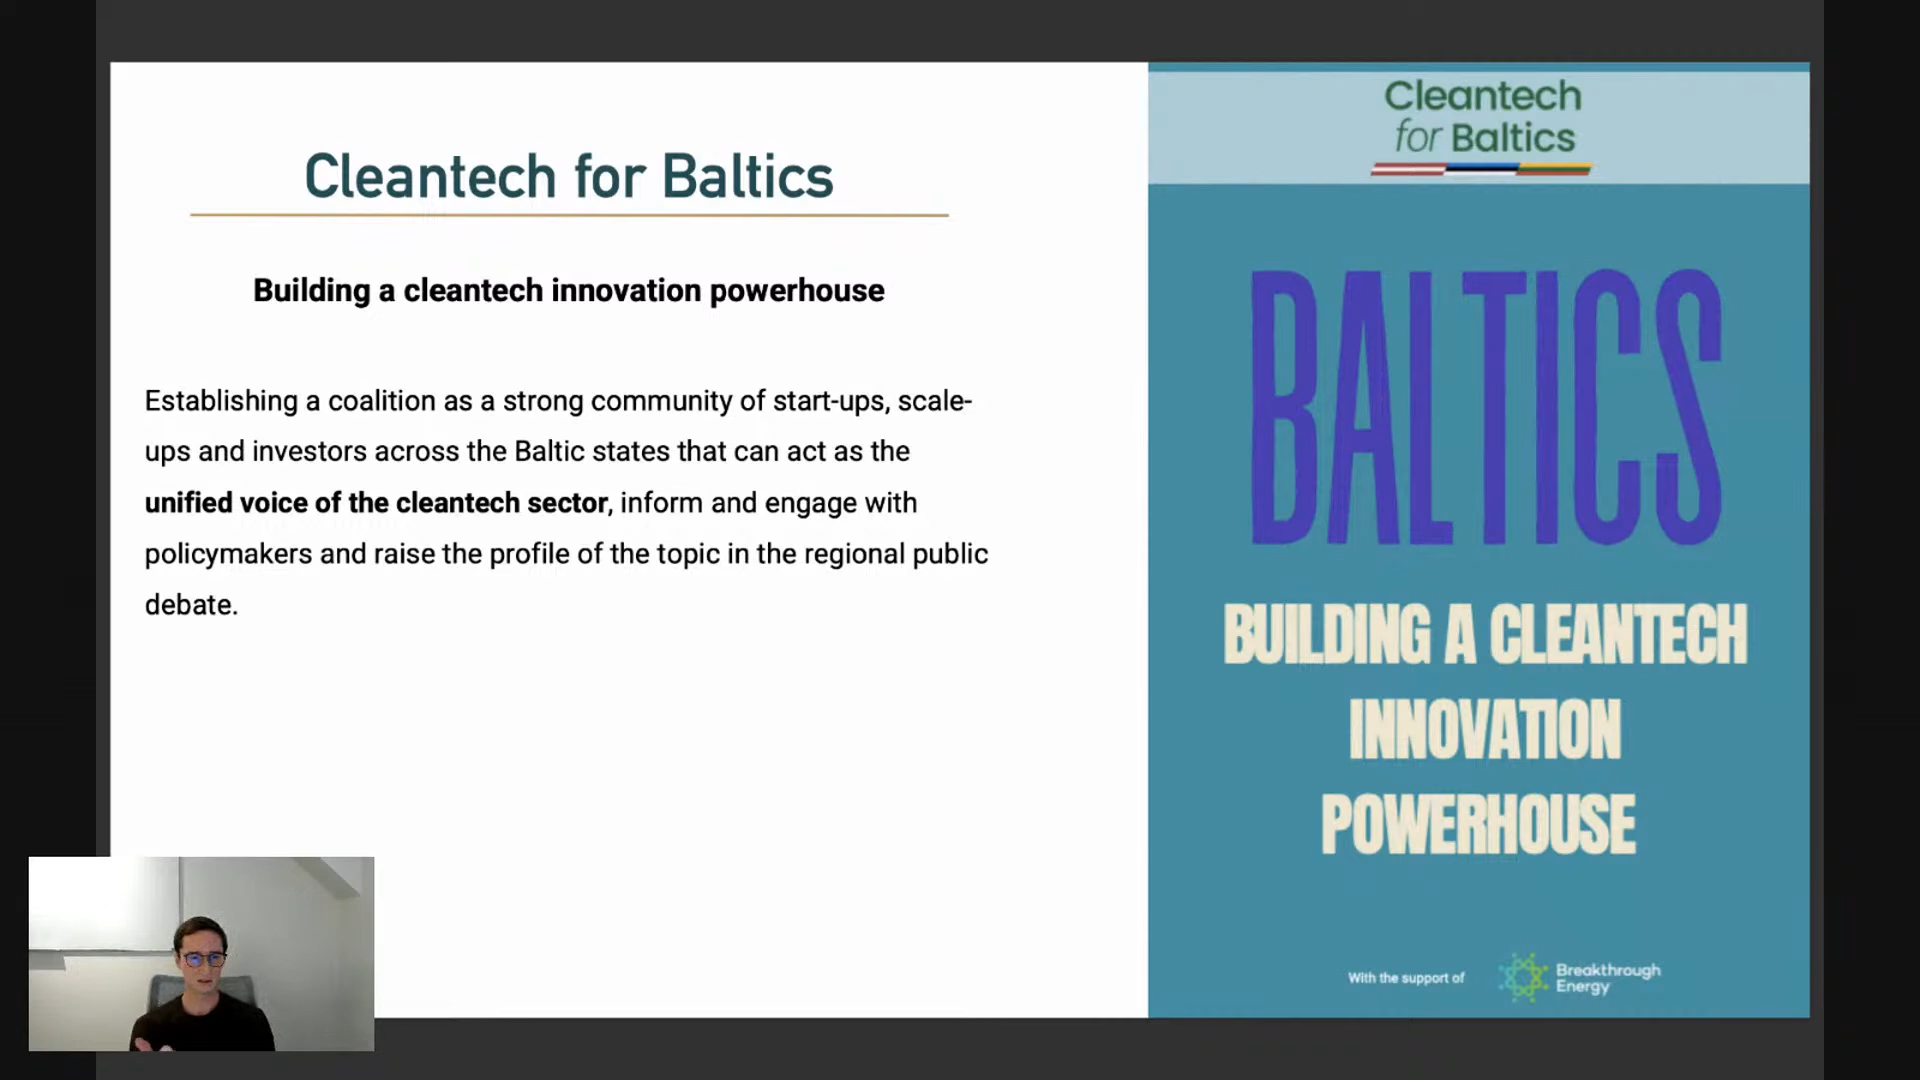 Cleantech for Baltics
Building a cleantech innovation powerhouse
Establishing a coalition as a strong community of start-ups, scale-
ups and investors across the Baltic states that can act as the
unified voice of the cleantech sector, inform and engage with
policymakers and raise the profile of the topic in the regional public
debate.
Cleantech
for Baltics
BALTICS
BUILDING A CLEANTECH
INNOVATION
POWERHOUSE
With the support of
Breakthrough
Energy